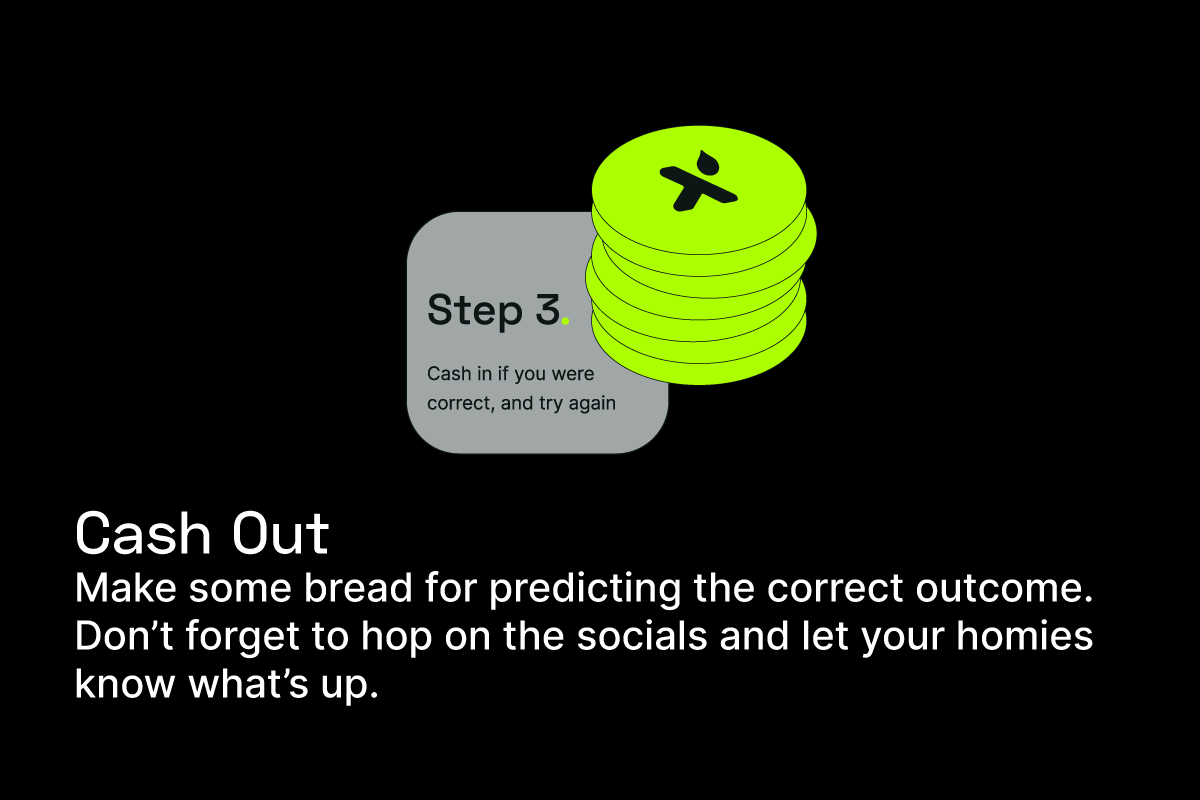 Step 3.
Cash in if you were
correct, and try again
Cash Out
Make some bread for predicting the correct outcome.
Don’t forget to hop on the socials and let your homies
know what’s up.